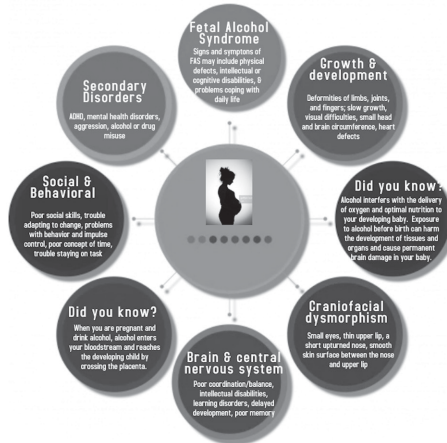 Fetal Alcohol
Syndrome
Signs and symptons of
FAS may include physical
defects, intellectual or
cognitive disabilities, &
problems coping with
daily life
Growth &
development
Deformities of limbs, joints,
and fingers; slow growth,
visual difficulties, small head
and brain circumference, heart
defects
Did you know?
Alcohol interfers with the delivery
of oxygen and optimal nutrition to
your developing baby. Exposure
to alcohol before birth can harm
the development of tissues and
organs and cause permanent
brain damage in your baby.
Craniofacial
dysmorphism
Small eyes, thin upper lip, a
short upturned nose, smooth
skin surface between the nose
and upper lip
Brain & central
nervous system
Poor coordination/balance,
intellectual disabilities,
learning disorders, delayed
development, poor memory
Did you know?
When you are pregnant and
drink alcohol, alcohol enters
your bloodstream and reaches
the developing child by
crossing the placenta.
Social &
Behavioral
Poor social skills, trouble
adapting to change, problems
with behavior and impulse
control, poor concept of time,
trouble staying on task
Secondary
Disorders
ADHD, mental health disorders,
aggression, alcohol or drug
misuse